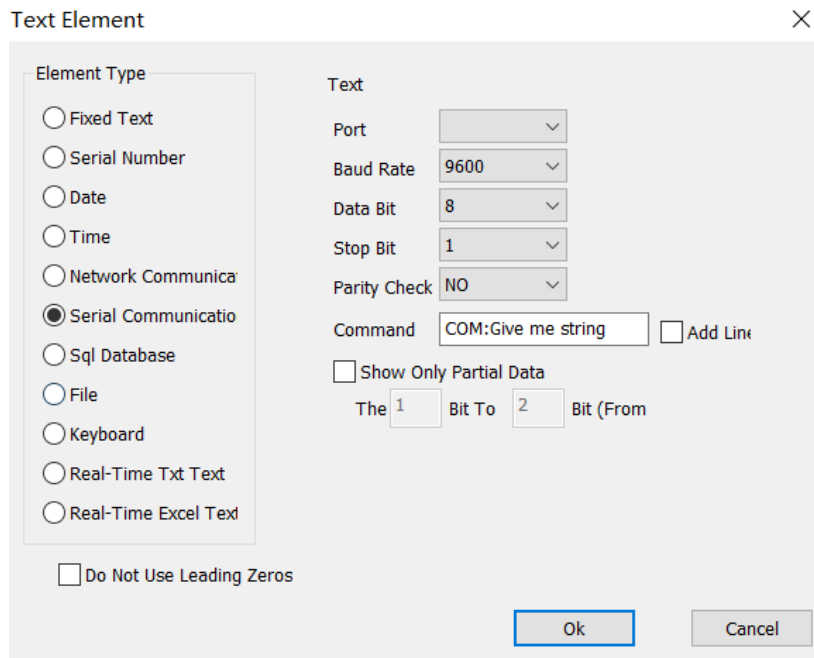 Text Element
Element Type
Fixed Text
Serial Number
Date
Time
Network Communica
Serial Communicatio
Sql Database
File
Keyboard
Real-Time Txt Text
Real-Time Excel Text
Do Not Use Leading Zeros
Text
Port
Baud Rate 9600
Data Bit 8
Stop Bit 1
Parity Check NO
Command COM:Give me string Add Line
Show Only Partial Data
The 1 Bit To 2 Bit (From
Ok Cancel